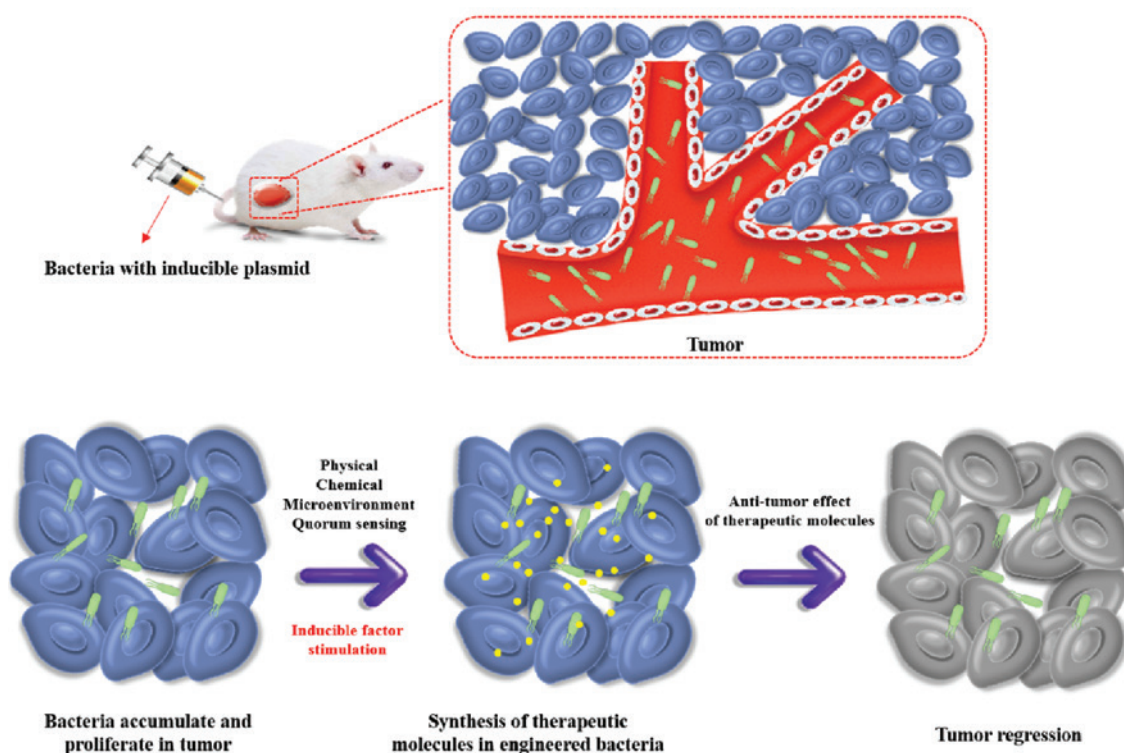 Bacteria with inducible plasmid
Tumor
Physical
Chemical
Microenvironment
Quorum sensing
Inducible factor
stimulation
Anti-tumor effect
of therapeutic molecules
Bacteria accumulate and
proliferate in tumor
Synthesis of therapeutic
molecules in engineered bacteria
Tumor regression